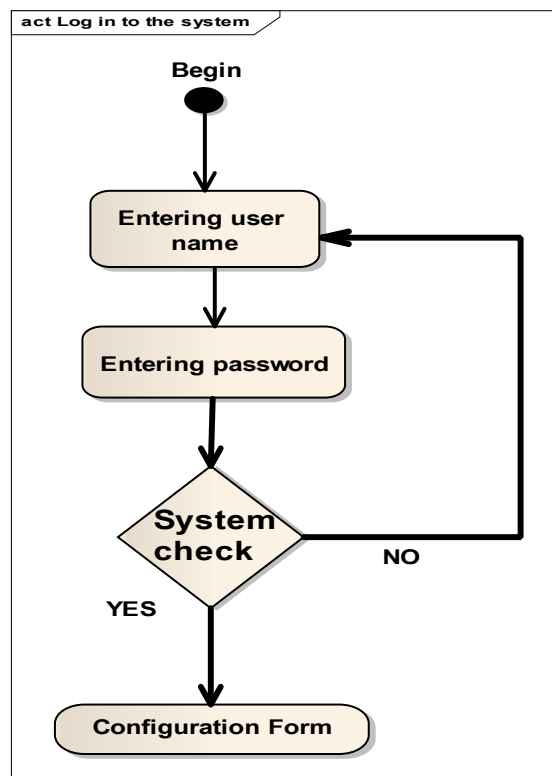 act Log in to the system
Begin
Entering user
name
Entering password
System
check
NO
YES
Configuration Form